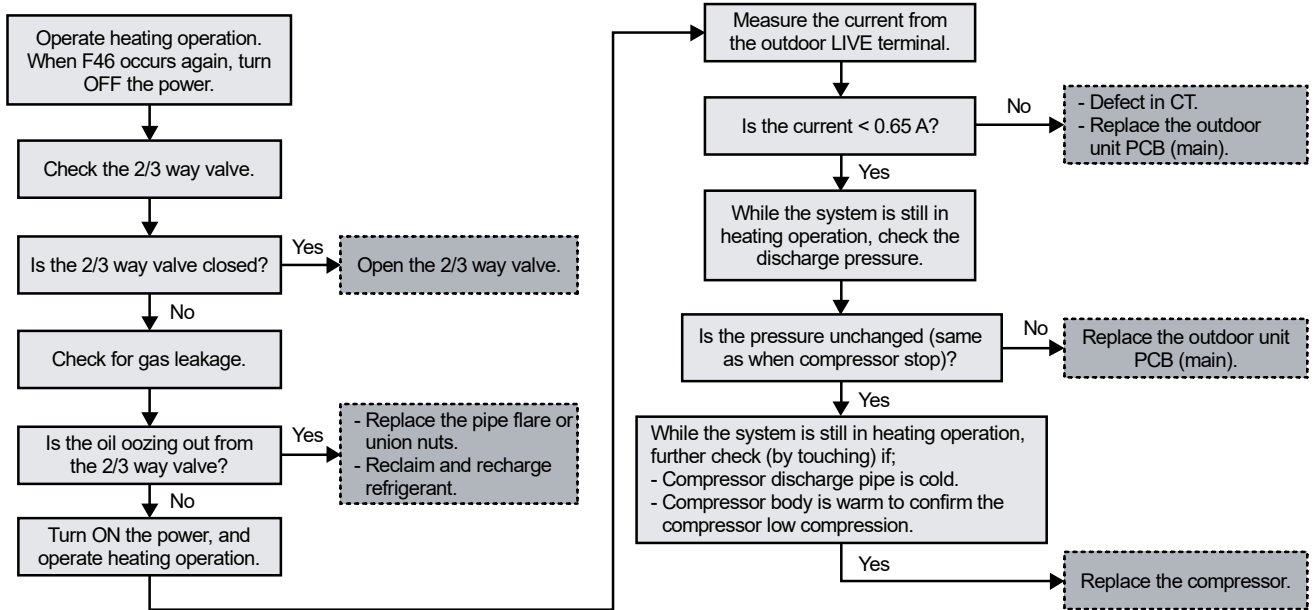 Operate heating operation.
When F46 occurs again, turn
OFF the power.
Check the 2/3 way valve.
Is the 2/3 way valve closed?
Yes
Open the 2/3 way valve.
No
Check for gas leakage.
Is the oil oozing out from
the 2/3 way valve?
Yes
- Replace the pipe flare or
union nuts.
- Reclaim and recharge
refrigerant.
No
Turn ON the power, and
operate heating operation.
Measure the current from
the outdoor LIVE terminal.
Is the current < 0.65 A?
No
- Defect in CT.
- Replace the outdoor
unit PCB (main).
Yes
While the system is still in
heating operation, check the
discharge pressure.
Is the pressure unchanged (same
as when compressor stop)?
No
Replace the outdoor unit
PCB (main).
Yes
While the system is still in heating operation,
further check (by touching) if;
- Compressor discharge pipe is cold.
- Compressor body is warm to confirm the
compressor low compression.
Yes
Replace the compressor.